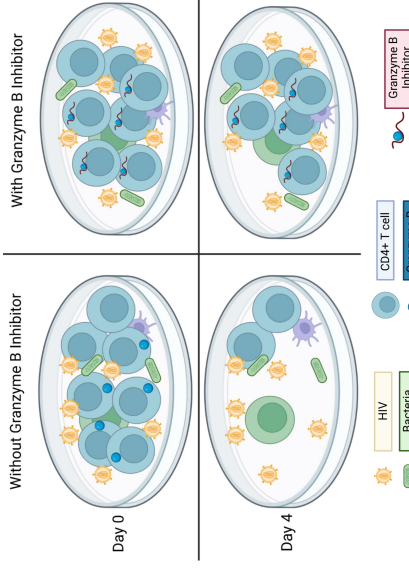 Without Granzyme B Inhibitor
With Granzyme B Inhibitor
Day 0
Day 4
HIV
CD4+ T cell
Granzyme B
Inhibitor
Bacteria